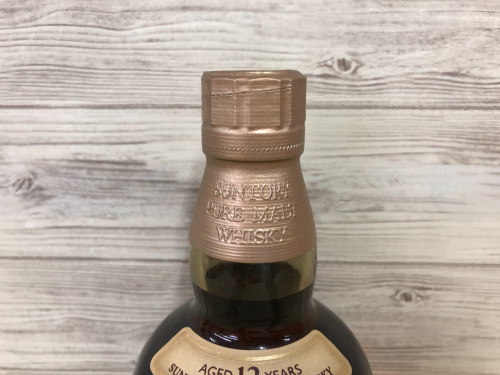 SUNTORY
PURE MALT
WHISKY
AGED 12 YEARS